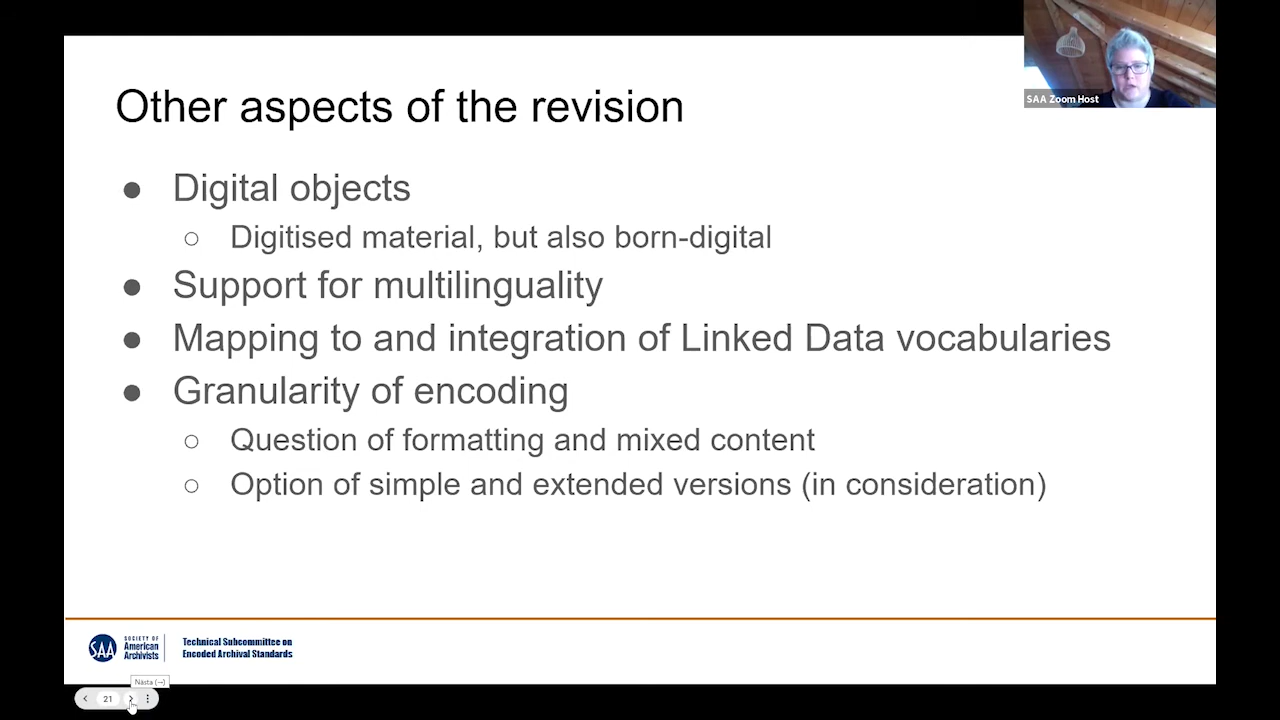 SAA Zoom Host
Other aspects of the revision
● Digital objects
○ Digitised material, but also born-digital
● Support for multilinguality
● Mapping to and integration of Linked Data vocabularies
● Granularity of encoding
○ Question of formatting and mixed content
○ Option of simple and extended versions (in consideration)
SAA
SOCIETY OF
American
Archivists
Technical Subcommittee on
Encoded Archival Standards
Nästa (→)
21